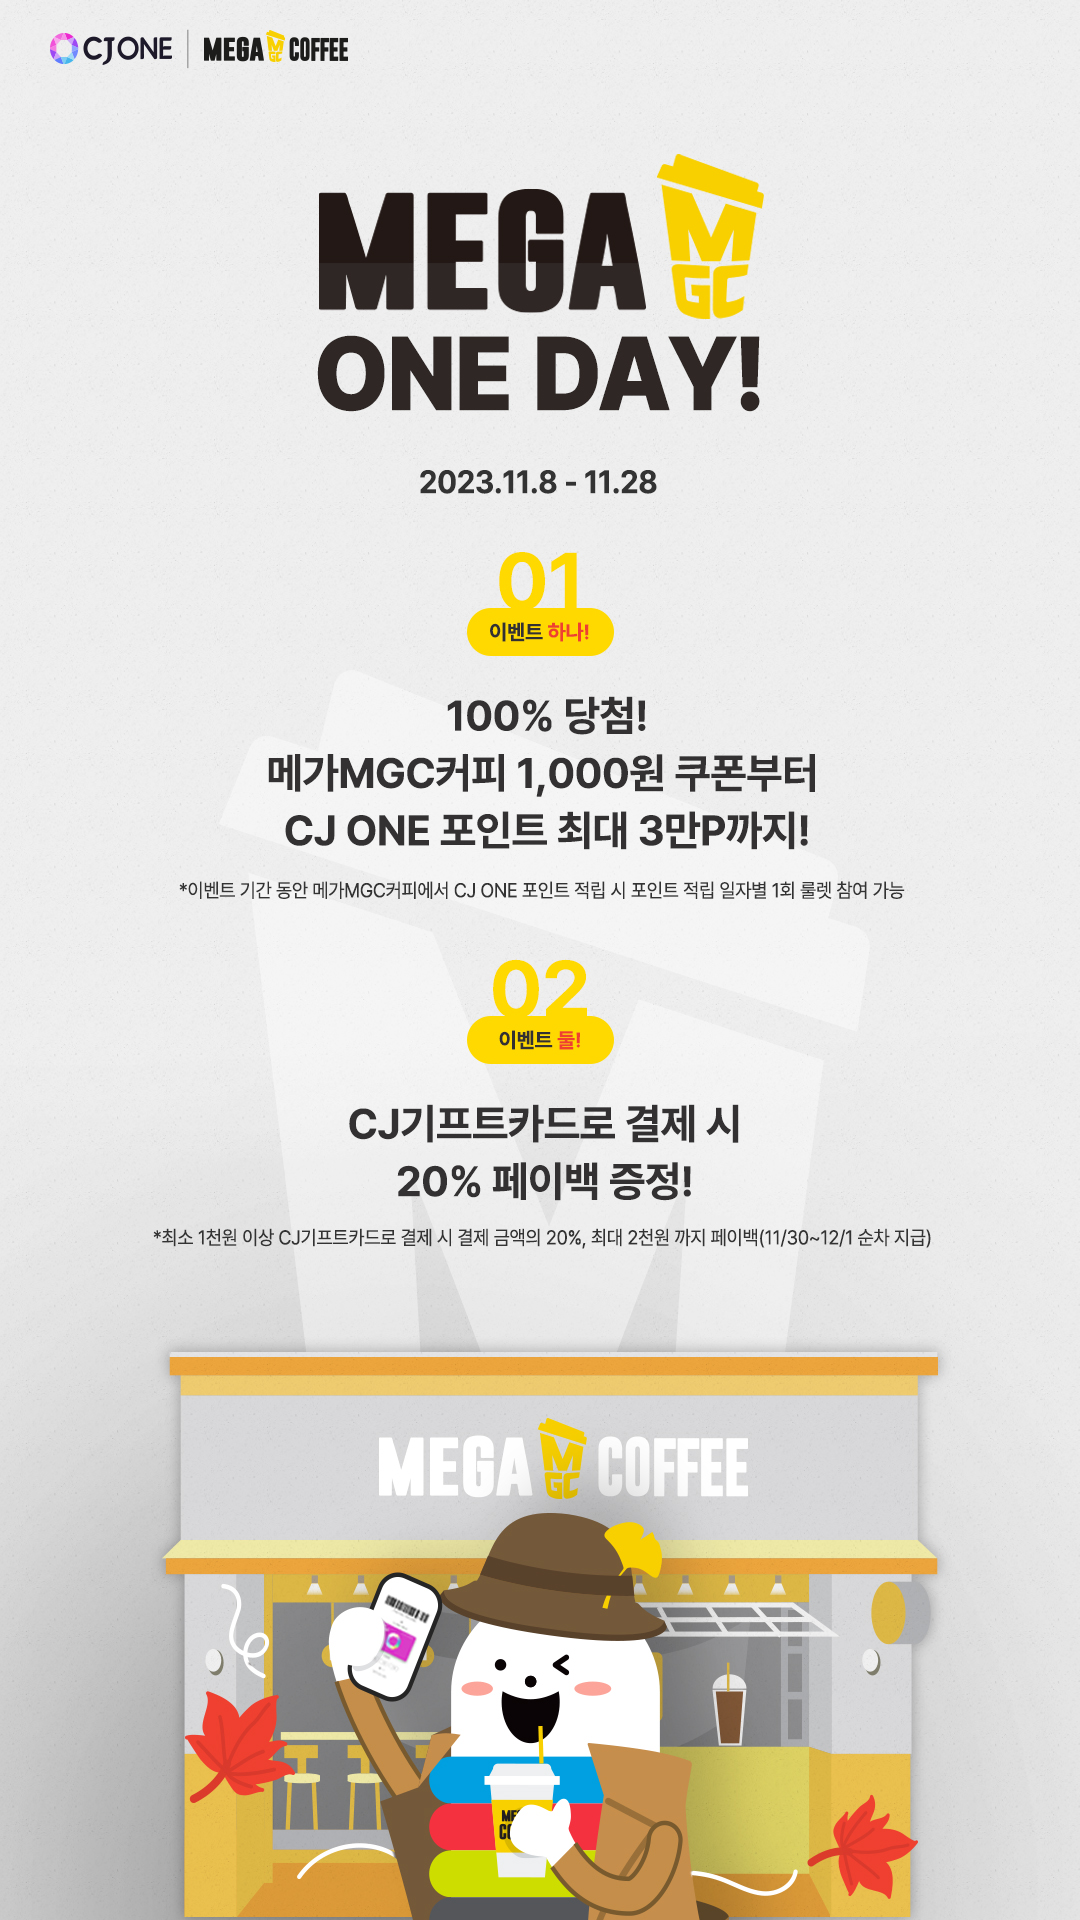 CJ ONE | MEGA MGC COFFEE
MEGA MGC
ONE DAY!
2023.11.8 - 11.28
01
이벤트 하나!
100% 당첨!
메가MGC커피 1,000원 쿠폰부터
CJ ONE 포인트 최대 3만P까지!
*이벤트 기간 동안 메가MGC커피에서 CJ ONE 포인트 적립 시 포인트 적립 일자별 1회 룰렛 참여 가능
02
이벤트 둘!
CJ기프트카드로 결제 시
20% 페이백 증정!
*최소 1천원 이상 CJ기프트카드로 결제 시 결제 금액의 20%, 최대 2천원 까지 페이백(11/30~12/1 순차 지급)
MEGA MGC COFFEE